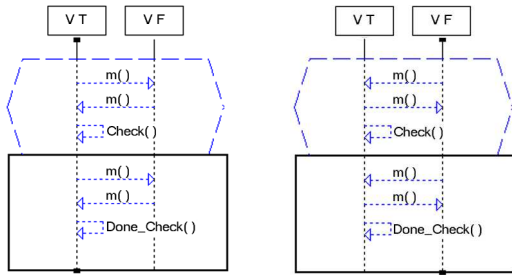 V T
V F
m( )
m( )
Check( )
m( )
m( )
Done_Check( )
V T
V F
m( )
m( )
Check( )
m( )
m( )
Done_Check( )